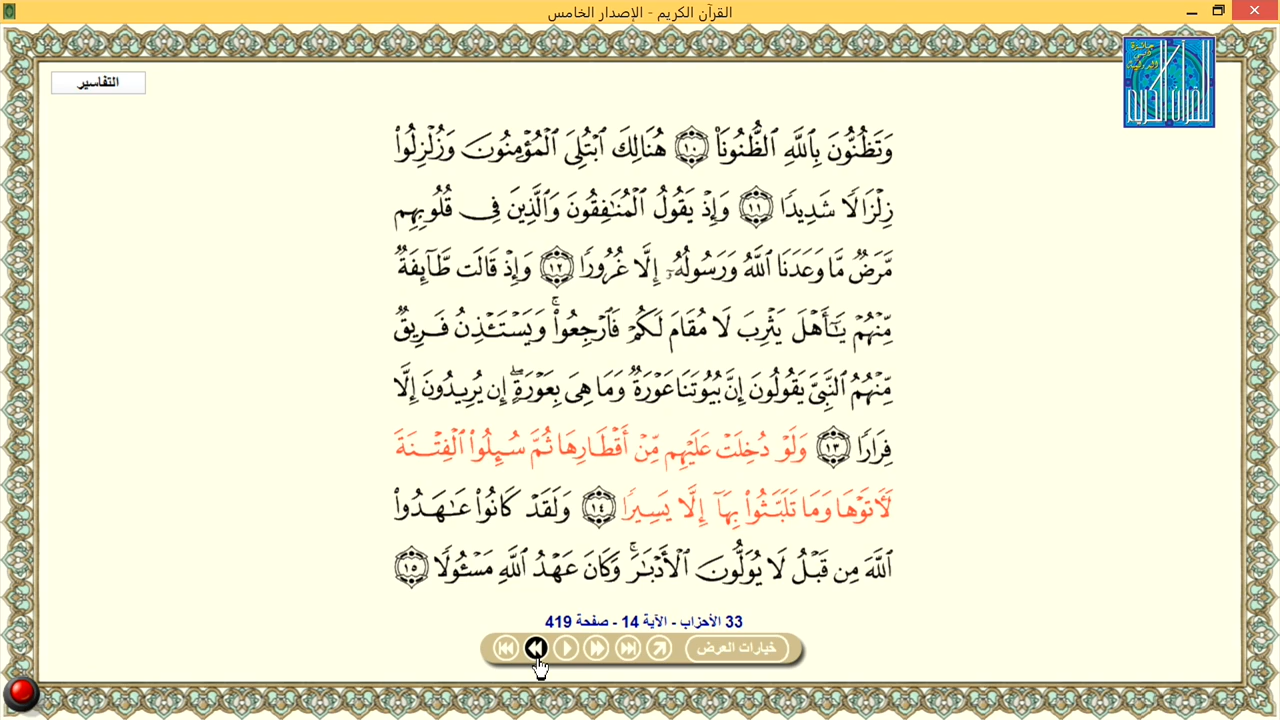 القرآن الكريم - الإصدار الخامس
التفاسير
وَتَظُنُّونَ بِٱللَّهِ ٱلظُّنُونَا۠ ١٠ هُنَالِكَ ٱبْتُلِىَ ٱلْمُؤْمِنُونَ وَزُلْزِلُوا۟
زِلْزَالًا شَدِيدًا ١١ وَإِذْ يَقُولُ ٱلْمُنَٰفِقُونَ وَٱلَّذِينَ فِى قُلُوبِهِم
مَّرَضٌ مَّا وَعَدَنَا ٱللَّهُ وَرَسُولُهُۥٓ إِلَّا غُرُورًا ١٢ وَإِذْ قَالَت طَّآئِفَةٌ
مِّنْهُمْ يَٰٓأَهْلَ يَثْرِبَ لَا مُقَامَ لَكُمْ فَٱرْجِعُوا۟ ۚ وَيَسْتَـْٔذِنُ فَرِيقٌ
مِّنْهُمُ ٱلنَّبِىَّ يَقُولُونَ إِنَّ بُيُوتَنَا عَوْرَةٌ وَمَا هِىَ بِعَوْرَةٍ ۖ إِن يُرِيدُونَ إِلَّا
فِرَارًا ١٣ وَلَوْ دُخِلَتْ عَلَيْهِم مِّنْ أَقْطَارِهَا ثُمَّ سُئِلُوا۟ ٱلْفِتْنَةَ
لَءَاتَوْهَا وَمَا تَلَبَّثُوا۟ بِهَآ إِلَّا يَسِيرًا ١٤ وَلَقَدْ كَانُوا۟ عَٰهَدُوا۟
ٱللَّهَ مِن قَبْلُ لَا يُوَلُّونَ ٱلْأَدْبَٰرَ ۚ وَكَانَ عَهْدُ ٱللَّهِ مَسْـُٔولًا ١٥
33 الأحزاب - الآية 14 - صفحة 419
خيارات العرض